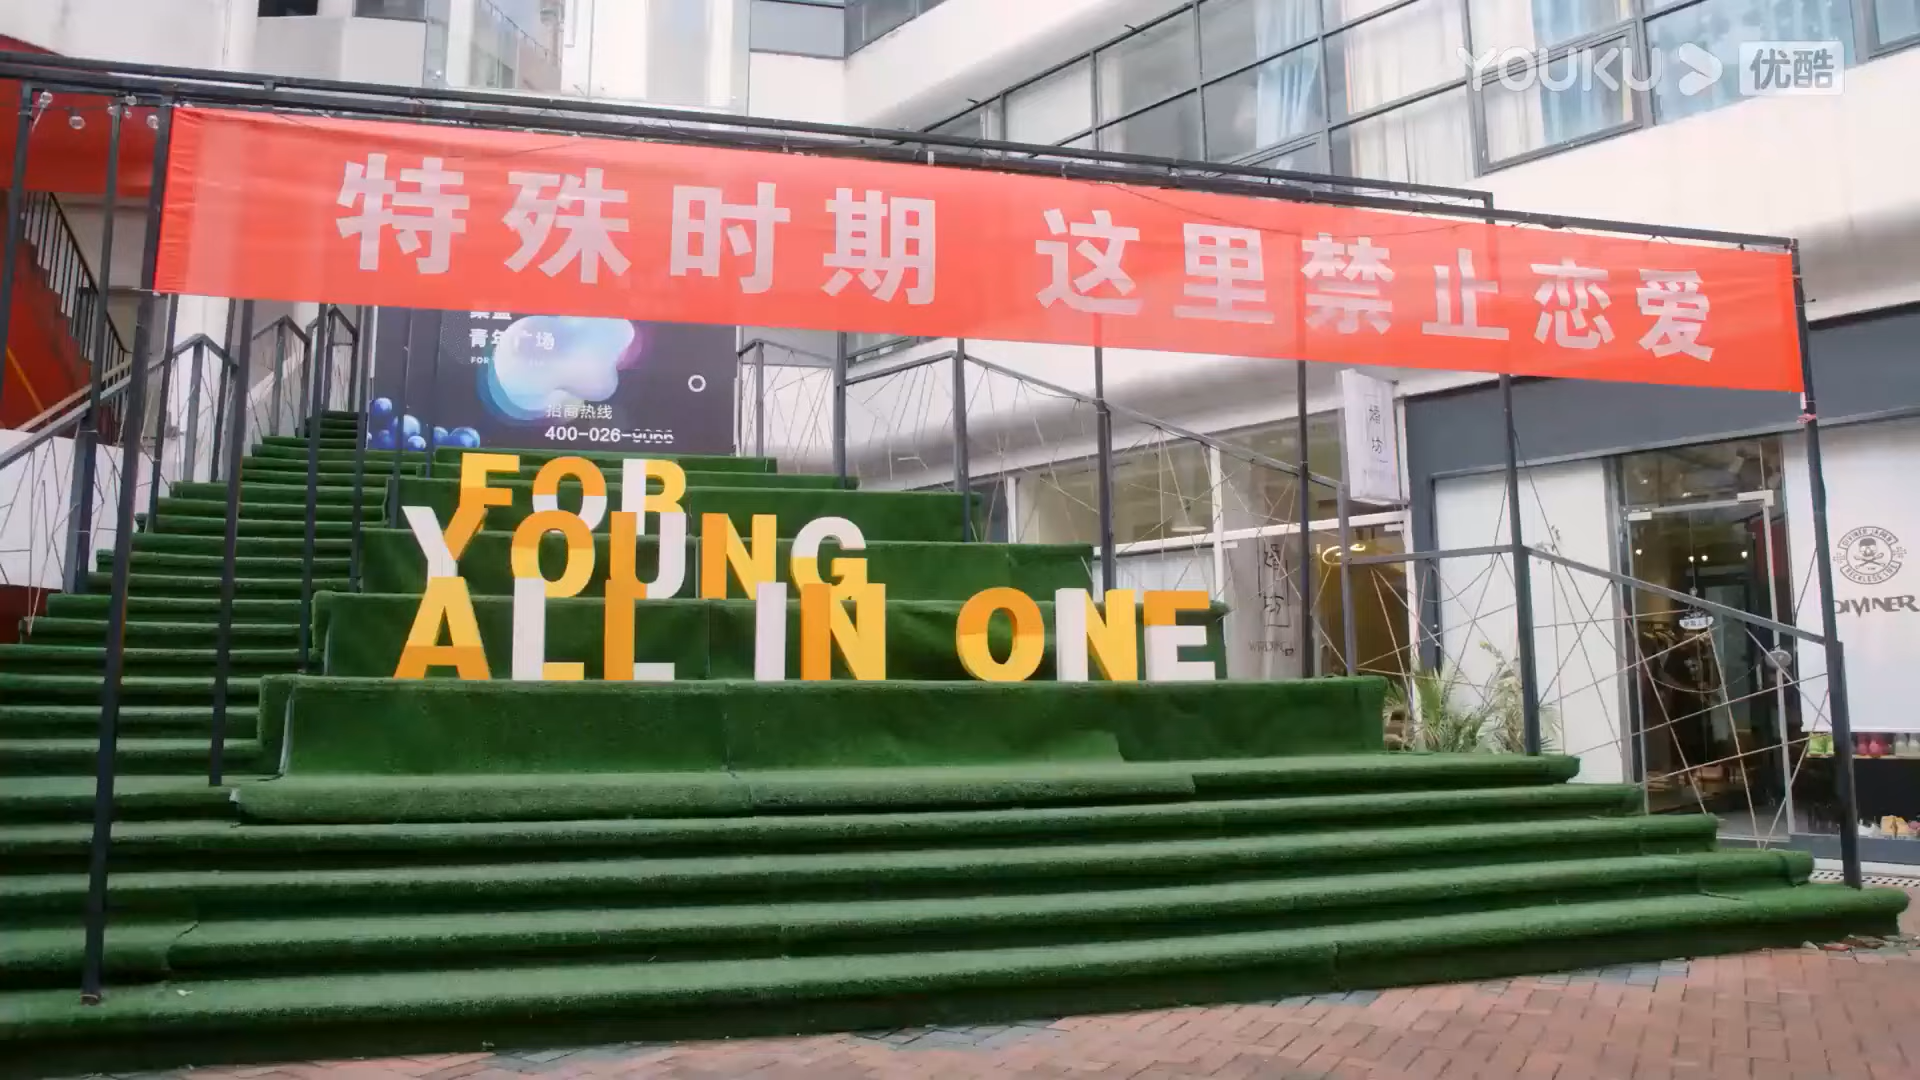 YOUKU 优酷
特殊时期 这里禁止恋爱
青年广场
招商热线
400-026-9066
FOR
YOUNG
ALL IN ONE
DIVINER